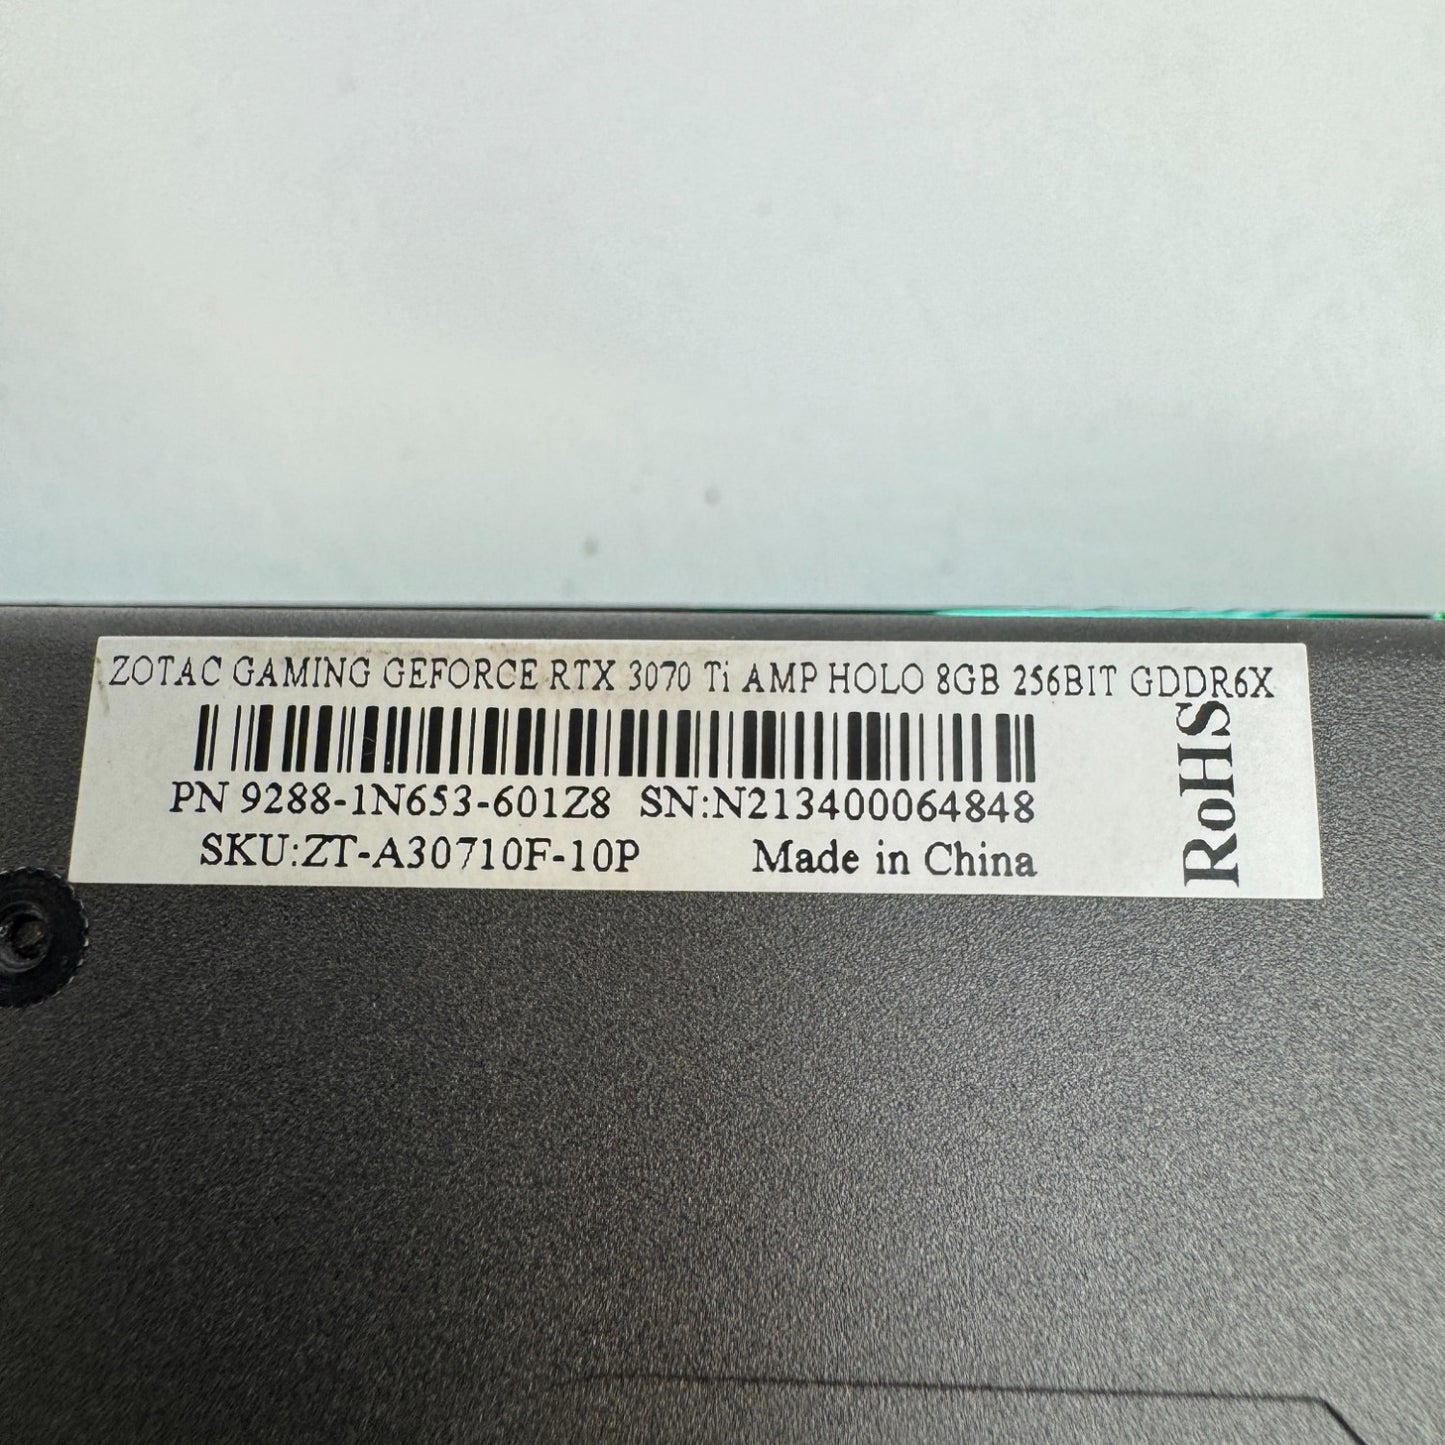 ZOTAC GAMING GEFORCE RTX 3070 Ti AMP HOLO 8GB 256BIT GDDR6X
PN 9288-1N653-601Z8 SN:N213400064848
SKU:ZT-A30710F-10P Made in China
RoHS